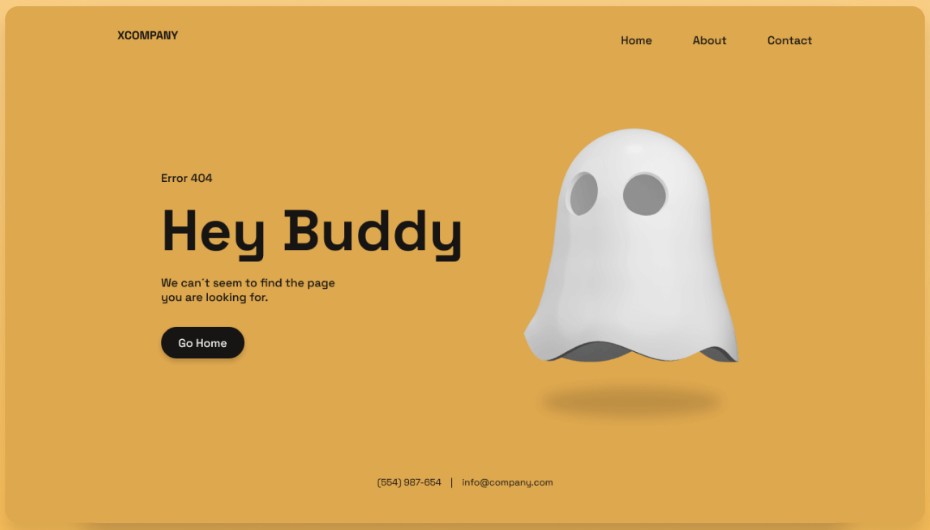 XCOMPANY
Home About Contact
Error 404
Hey Buddy
We can´t seem to find the page
you are looking for.
Go Home
(554) 987-654 | info@company.com